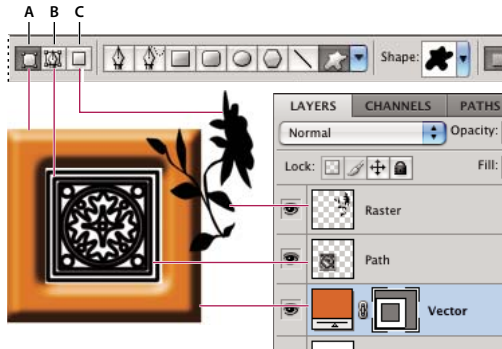 A B C
Shape:
LAYERS CHANNELS PATHS
Normal Opacity:
Lock: Fill:
Raster
Path
Vector